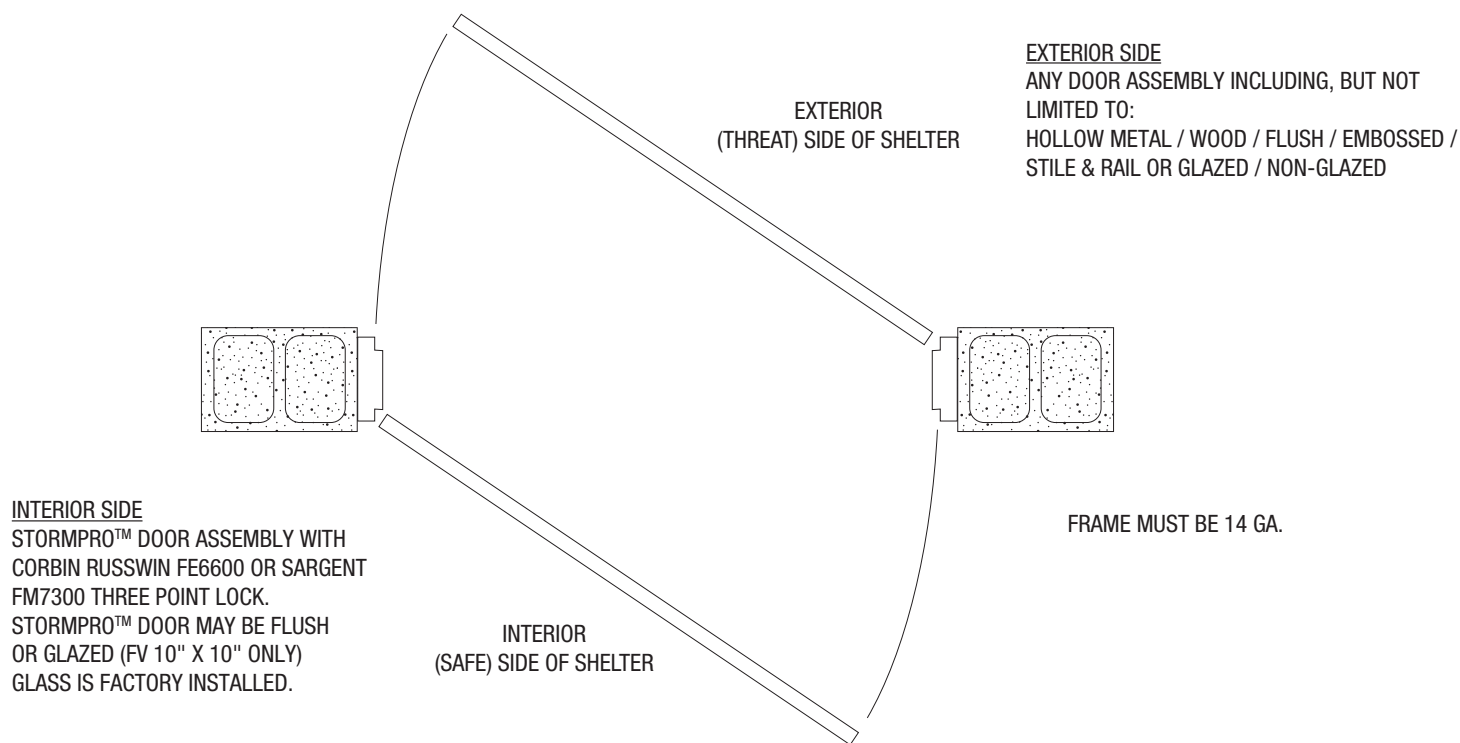 EXTERIOR SIDE
ANY DOOR ASSEMBLY INCLUDING, BUT NOT
LIMITED TO:
HOLLOW METAL / WOOD / FLUSH / EMBOSSED /
STILE & RAIL OR GLAZED / NON-GLAZED
EXTERIOR
(THREAT) SIDE OF SHELTER
INTERIOR SIDE
STORMPRO™ DOOR ASSEMBLY WITH
CORBIN RUSSWIN FE6600 OR SARGENT
FM7300 THREE POINT LOCK.
STORMPRO™ DOOR MAY BE FLUSH
OR GLAZED (FV 10" X 10" ONLY)
GLASS IS FACTORY INSTALLED.
INTERIOR
(SAFE) SIDE OF SHELTER
FRAME MUST BE 14 GA.